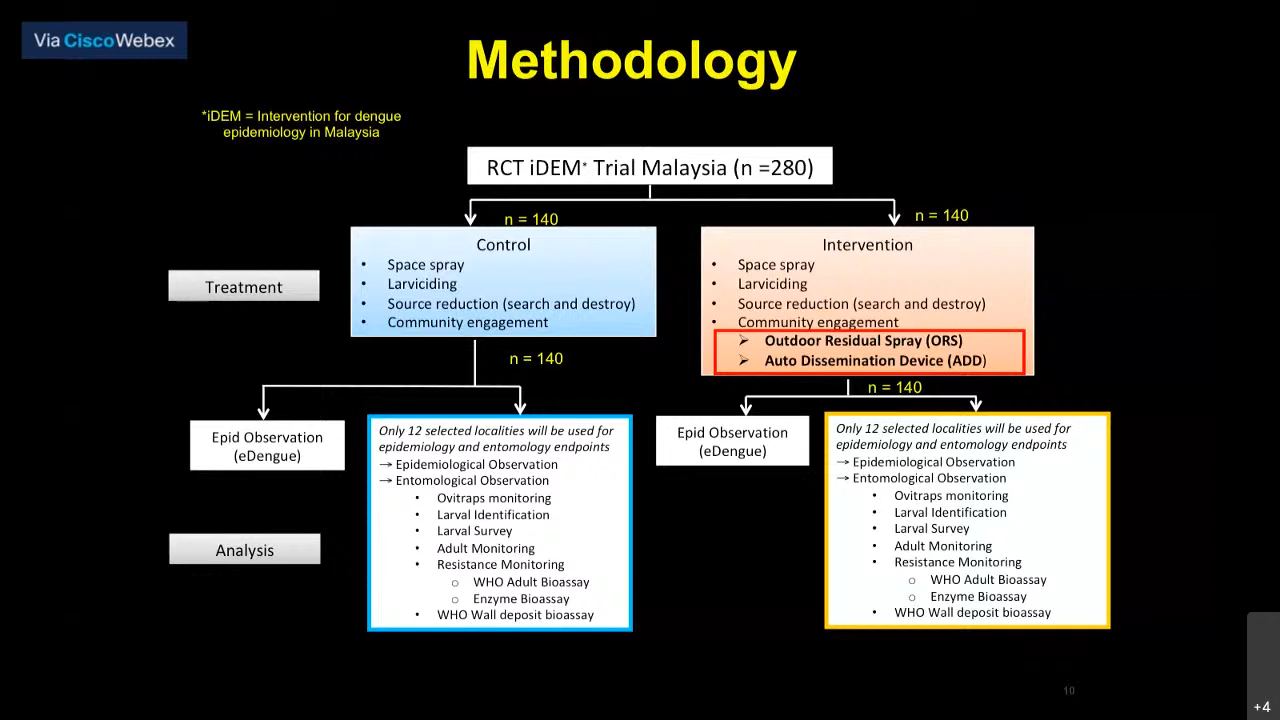 Via CiscoWebex
Methodology
*iDEM = Intervention for dengue
epidemiology in Malaysia
RCT iDEM* Trial Malaysia (n =280)
n = 140
n = 140
Treatment
Control
• Space spray
• Larviciding
• Source reduction (search and destroy)
• Community engagement
Intervention
• Space spray
• Larviciding
• Source reduction (search and destroy)
• Community engagement
➢ Outdoor Residual Spray (ORS)
➢ Auto Dissemination Device (ADD)
n = 140
n = 140
Analysis
Epid Observation
(eDengue)
Only 12 selected localities will be used for
epidemiology and entomology endpoints
→ Epidemiological Observation
→ Entomological Observation
• Ovitraps monitoring
• Larval Identification
• Larval Survey
• Adult Monitoring
• Resistance Monitoring
o WHO Adult Bioassay
o Enzyme Bioassay
• WHO Wall deposit bioassay
Epid Observation
(eDengue)
Only 12 selected localities will be used for
epidemiology and entomology endpoints
→ Epidemiological Observation
→ Entomological Observation
• Ovitraps monitoring
• Larval Identification
• Larval Survey
• Adult Monitoring
• Resistance Monitoring
o WHO Adult Bioassay
o Enzyme Bioassay
• WHO Wall deposit bioassay
10
+4